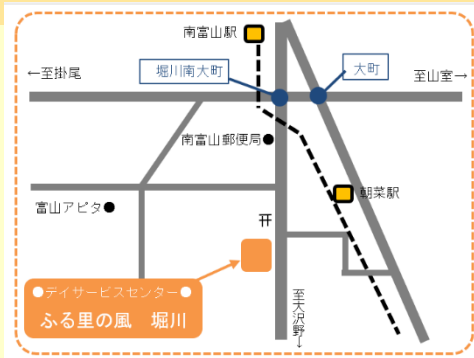 南富山駅
←至掛尾
堀川南大町
大町
至山室→
南富山郵便局●
朝菜駅
富山アピタ●
●デイサービスセンター●
ふる里の風 堀川
至大沢野→